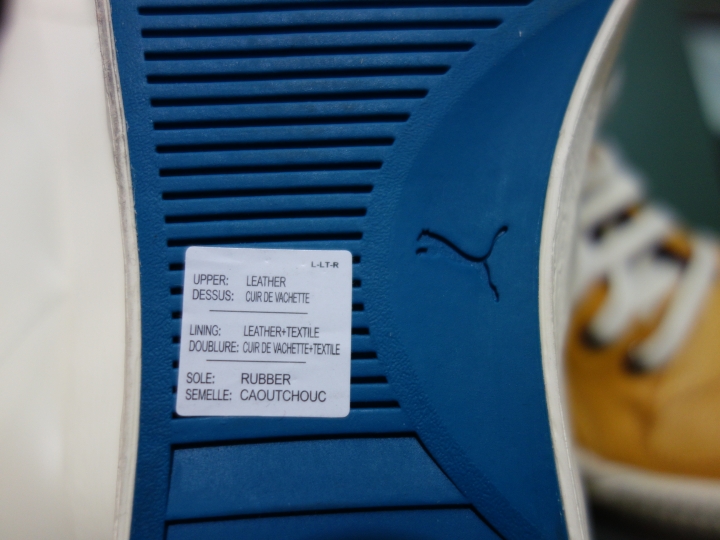 L-LT-R
UPPER: LEATHER
DESSUS: CUIR DE VACHETTE
LINING: LEATHER+TEXTILE
DOUBLURE: CUIR DE VACHETTE+TEXTILE
SOLE: RUBBER
SEMELLE: CAOUTCHOUC